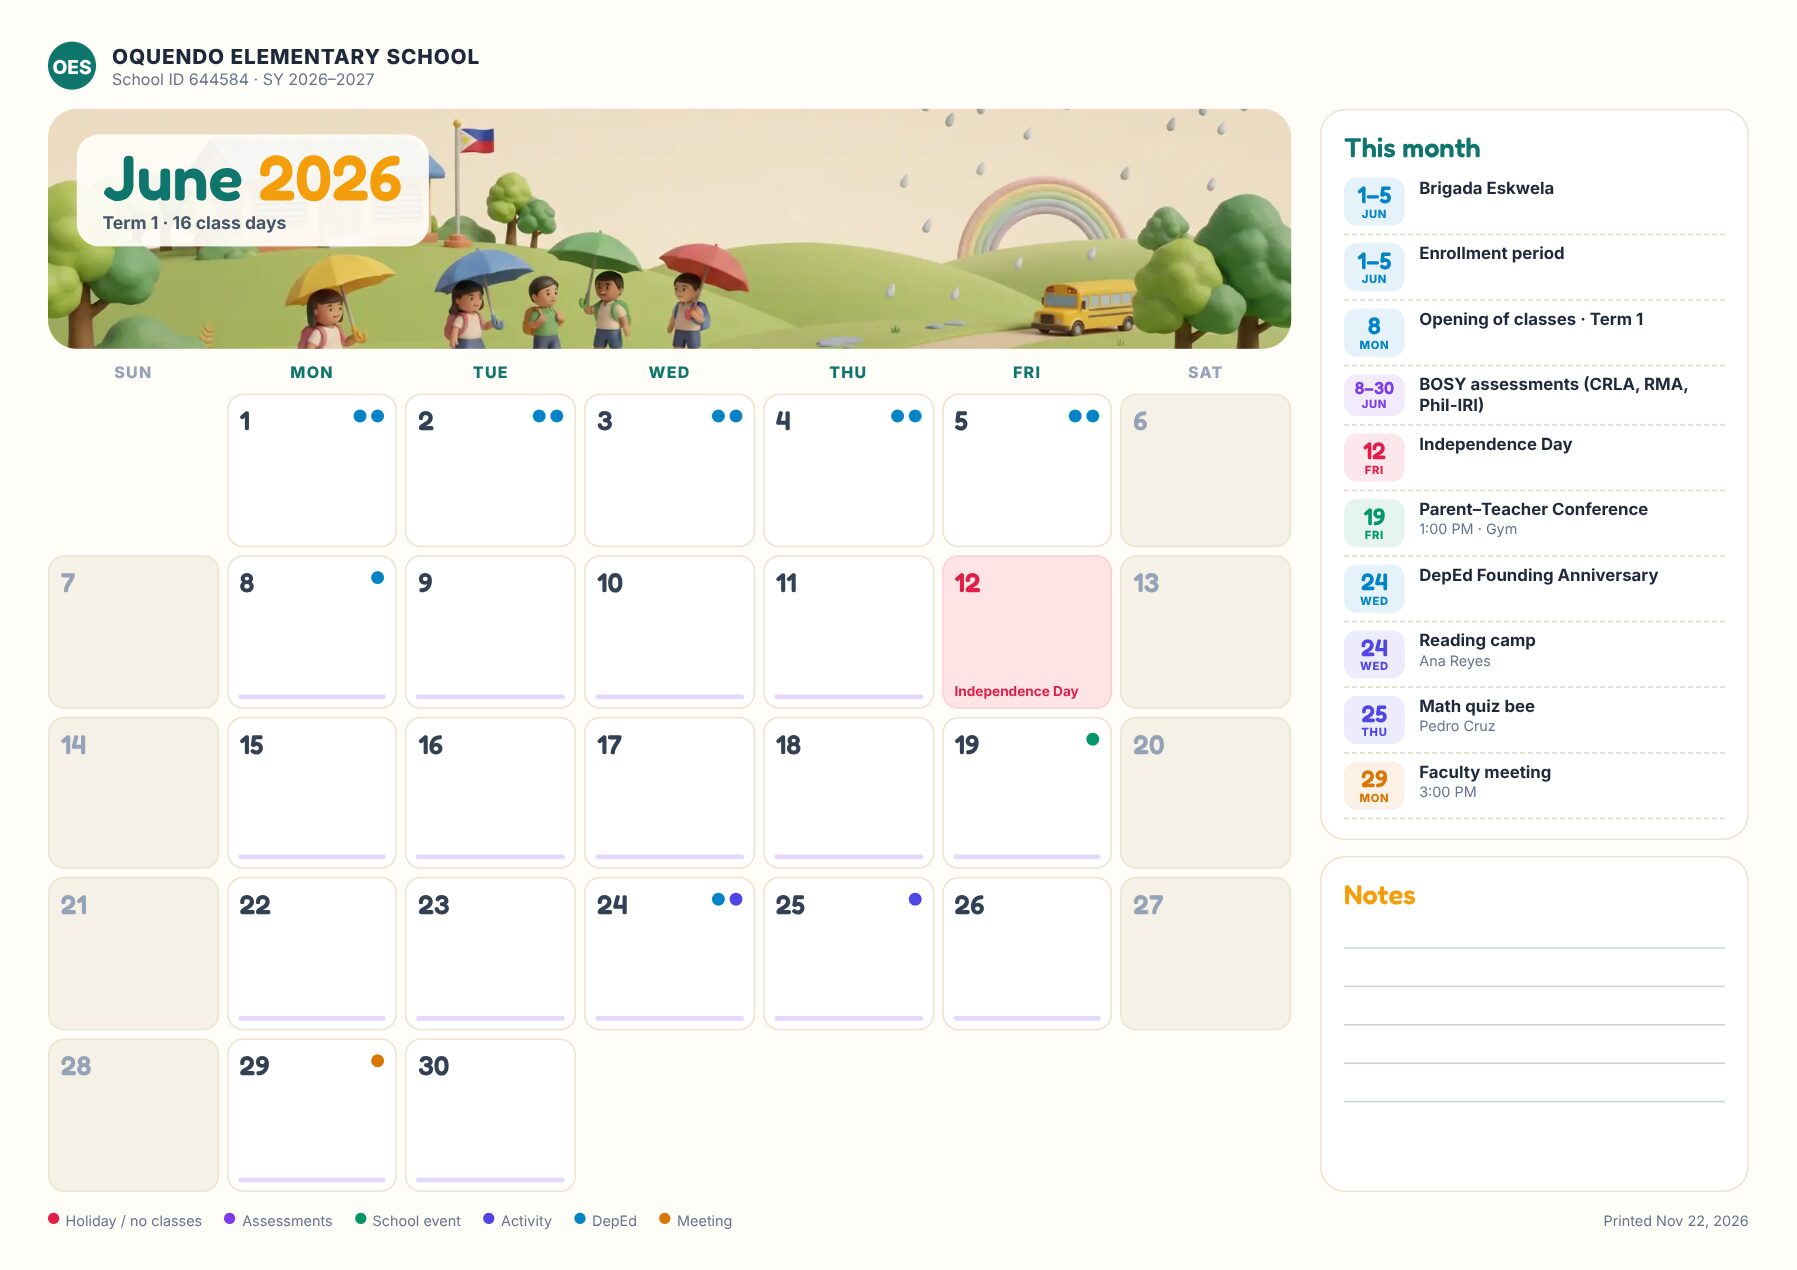 OES
OQUENDO ELEMENTARY SCHOOL
School ID 644584 · SY 2026–2027
June 2026
Term 1 · 16 class days
SUN MON TUE WED THU FRI SAT
1 2 3 4 5 6
7 8 9 10 11 12 13
Independence Day
14 15 16 17 18 19 20
21 22 23 24 25 26 27
28 29 30
Holiday / no classes Assessments School event Activity DepEd Meeting
This month
1–5 Brigada Eskwela
JUN
1–5 Enrollment period
JUN
8 Opening of classes · Term 1
MON
8–30 BOSY assessments (CRLA, RMA,
JUN Phil-IRI)
12 Independence Day
FRI
19 Parent–Teacher Conference
FRI 1:00 PM · Gym
24 DepEd Founding Anniversary
WED
24 Reading camp
WED Ana Reyes
25 Math quiz bee
THU Pedro Cruz
29 Faculty meeting
MON 3:00 PM
Notes
Printed Nov 22, 2026